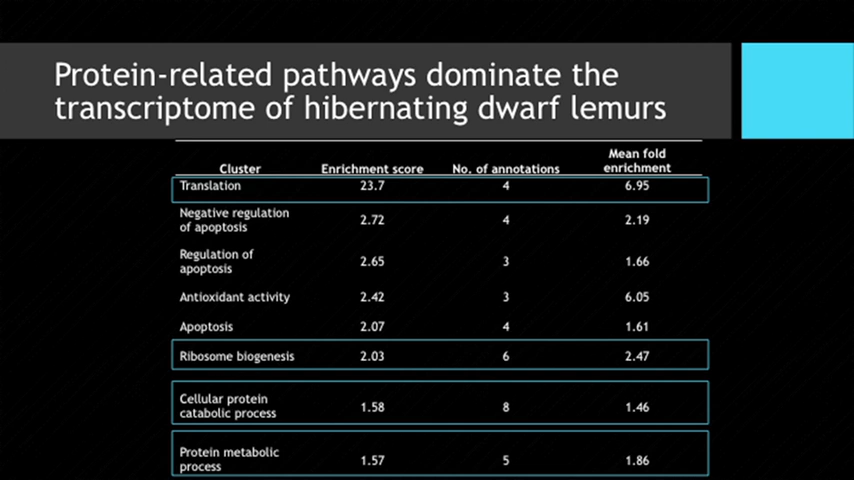 Protein-related pathways dominate the
transcriptome of hibernating dwarf lemurs
Cluster Enrichment score No. of annotations Mean fold
enrichment
Translation 23.7 4 6.95
Negative regulation
of apoptosis 2.72 4 2.19
Regulation of
apoptosis 2.65 3 1.66
Antioxidant activity 2.42 3 6.05
Apoptosis 2.07 4 1.61
Ribosome biogenesis 2.03 6 2.47
Cellular protein
catabolic process 1.58 8 1.46
Protein metabolic
process 1.57 5 1.86